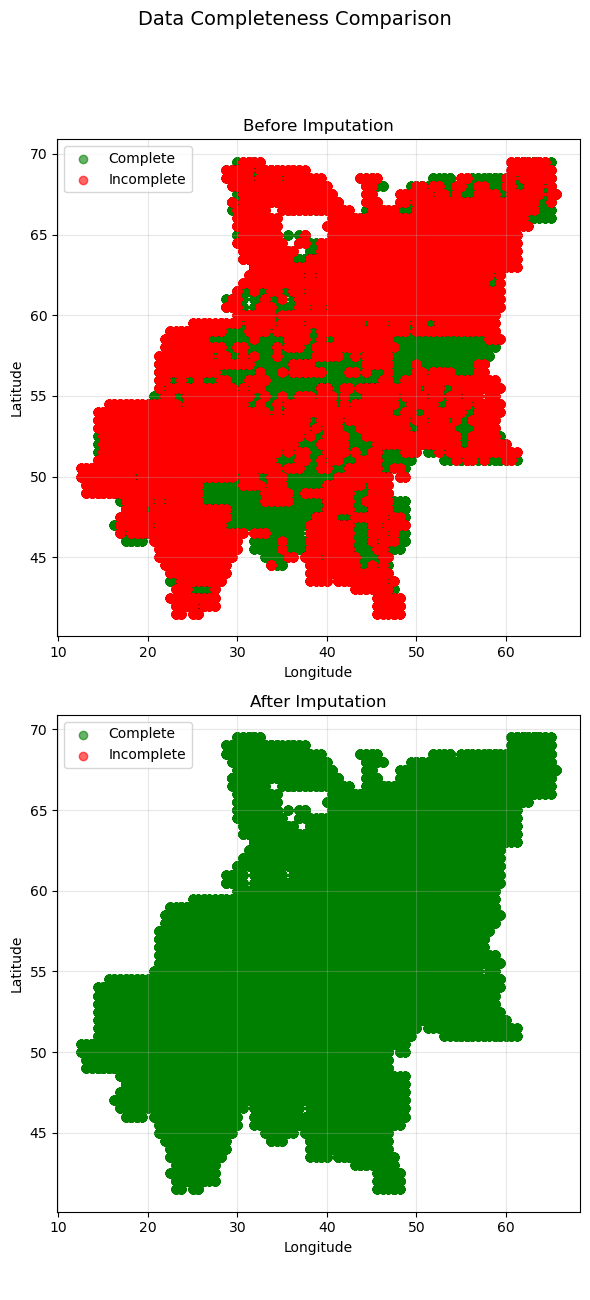 Data Completeness Comparison
Before Imputation
Complete
Incomplete
70
65
60
55
50
45
Latitude
10 20 30 40 50 60
Longitude
After Imputation
Complete
Incomplete
70
65
60
55
50
45
Latitude
10 20 30 40 50 60
Longitude